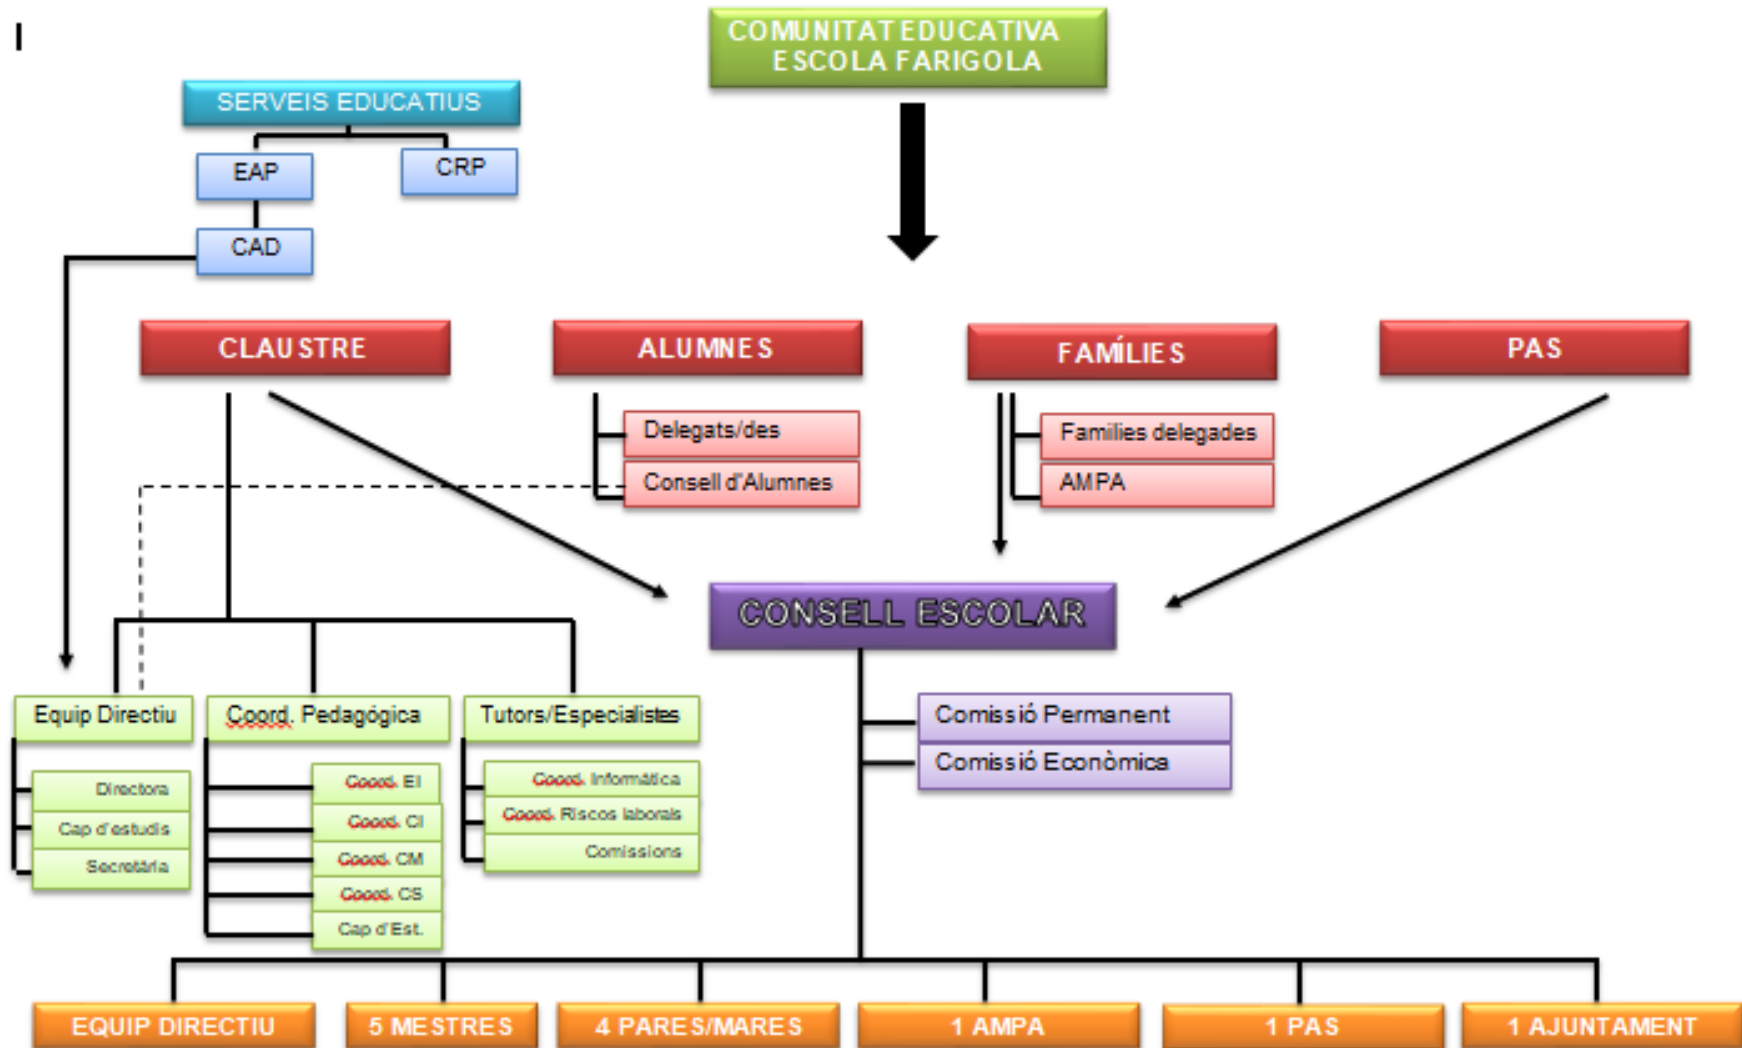 I
COMUNITAT EDUCATIVA
ESCOLA FARIGOLA
SERVEIS EDUCATIUS
EAP
CRP
CAD
CLAUSTRE
ALUMNES
FAMÍLIES
PAS
Delegats/des
Consell d'Alumnes
Families delegades
AMPA
CONSELL ESCOLAR
Equip Directiu
Coord. Pedagógica
Tutors/Especialistes
Comissió Permanent
Comissió Econòmica
Directora
Cap d'estudis
Secretária
Coord. EI
Coord. CI
Coord. CM
Coord. CS
Cap d'Est.
Coord. Informática
Coord. Riscos laborals
Comissions
EQUIP DIRECTIU
5 MESTRES
4 PARES/MARES
1 AMPA
1 PAS
1 AJUNTAMENT